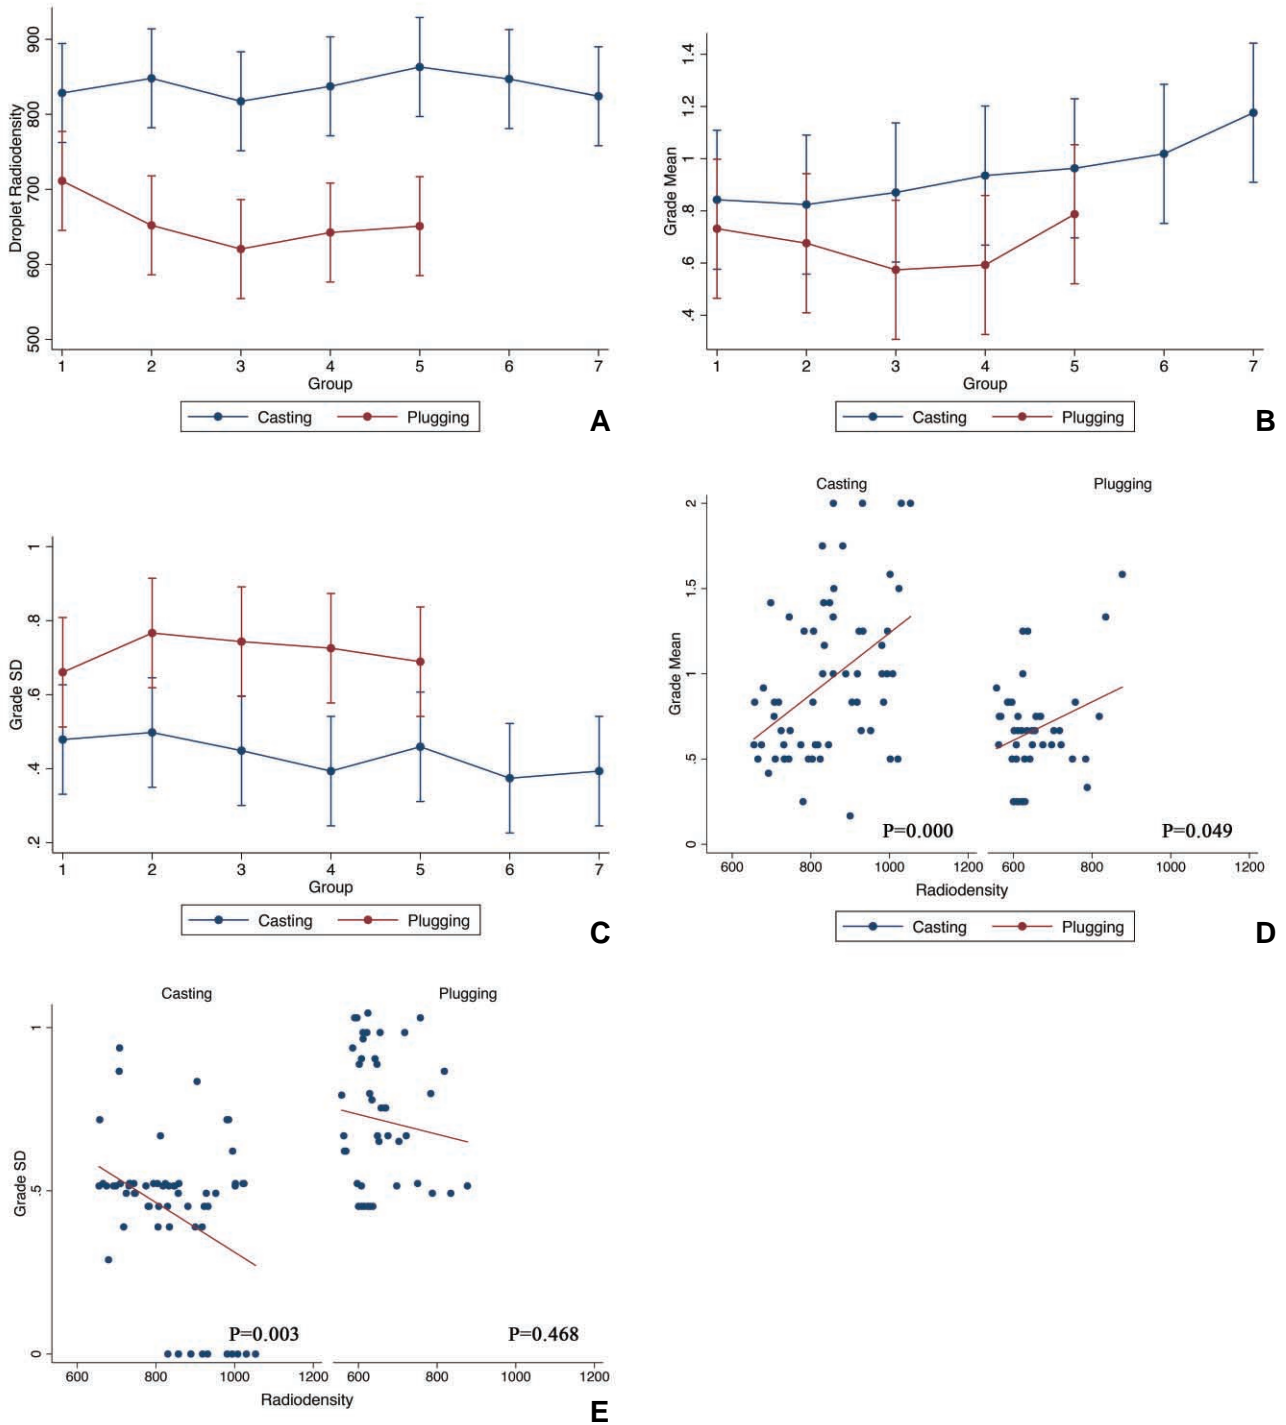 900
800
700
600
500
Droplet Radiodensity
1 2 3 4 5 6 7
Group
Casting Plugging
A
1.4
1.2
1
.8
.6
.4
Grade Mean
1 2 3 4 5 6 7
Group
Casting Plugging
B
1
.8
.6
.4
.2
Grade SD
1 2 3 4 5 6 7
Group
Casting Plugging
C
Casting Plugging
2
1.5
1
.5
0
Grade Mean
P=0.000 P=0.049
600 800 1000 1200 600 800 1000 1200
Radiodensity
Casting Plugging
D
Casting Plugging
1
.5
0
Grade SD
P=0.003 P=0.468
600 800 1000 1200 600 800 1000 1200
Radiodensity
E